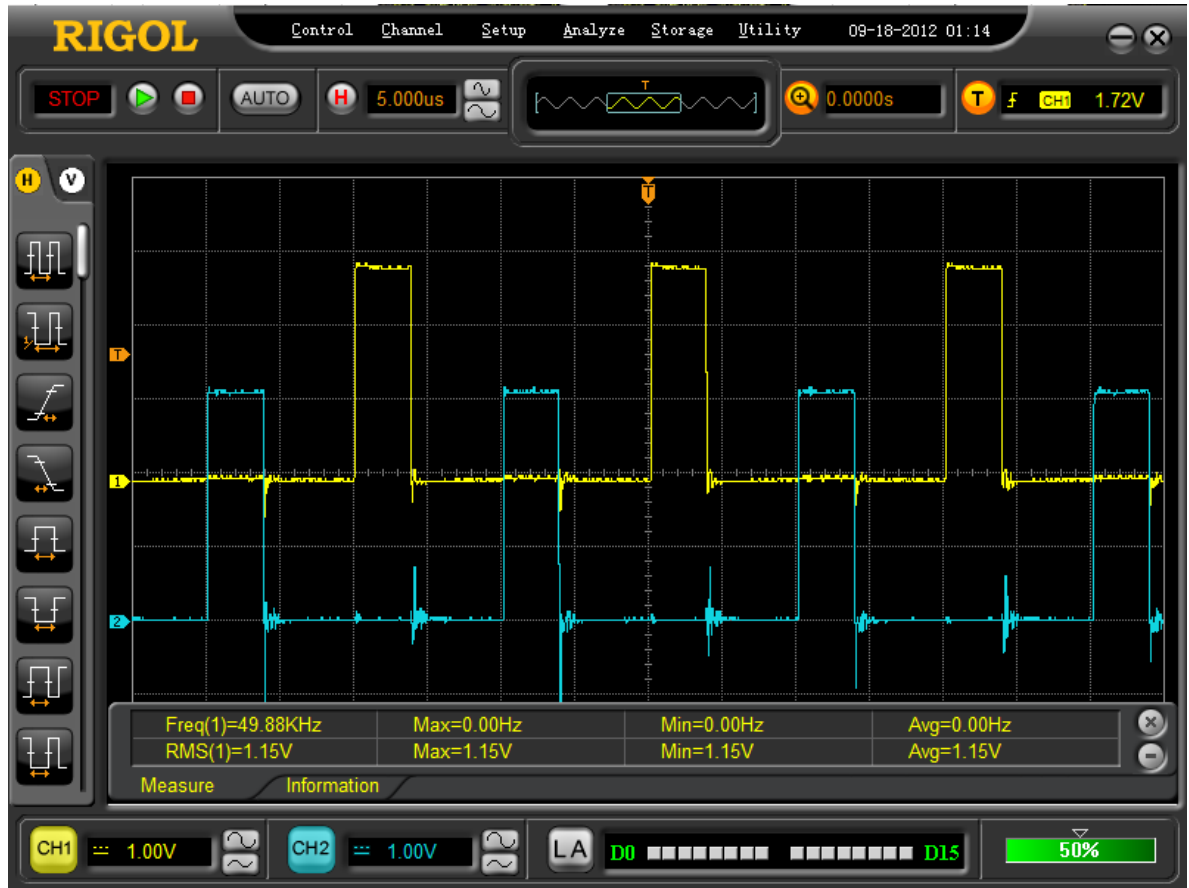 RIGOL Control Channel Setup Analyze Storage Utility 09-18-2012 01:14
STOP AUTO H 5.000us T 0.0000s T CH1 1.72V
H V
T
T
1
2
Freq(1)=49.88KHz Max=0.00Hz Min=0.00Hz Avg=0.00Hz
RMS(1)=1.15V Max=1.15V Min=1.15V Avg=1.15V
Measure Information
CH1 1.00V CH2 1.00V LA D0 D15 50%